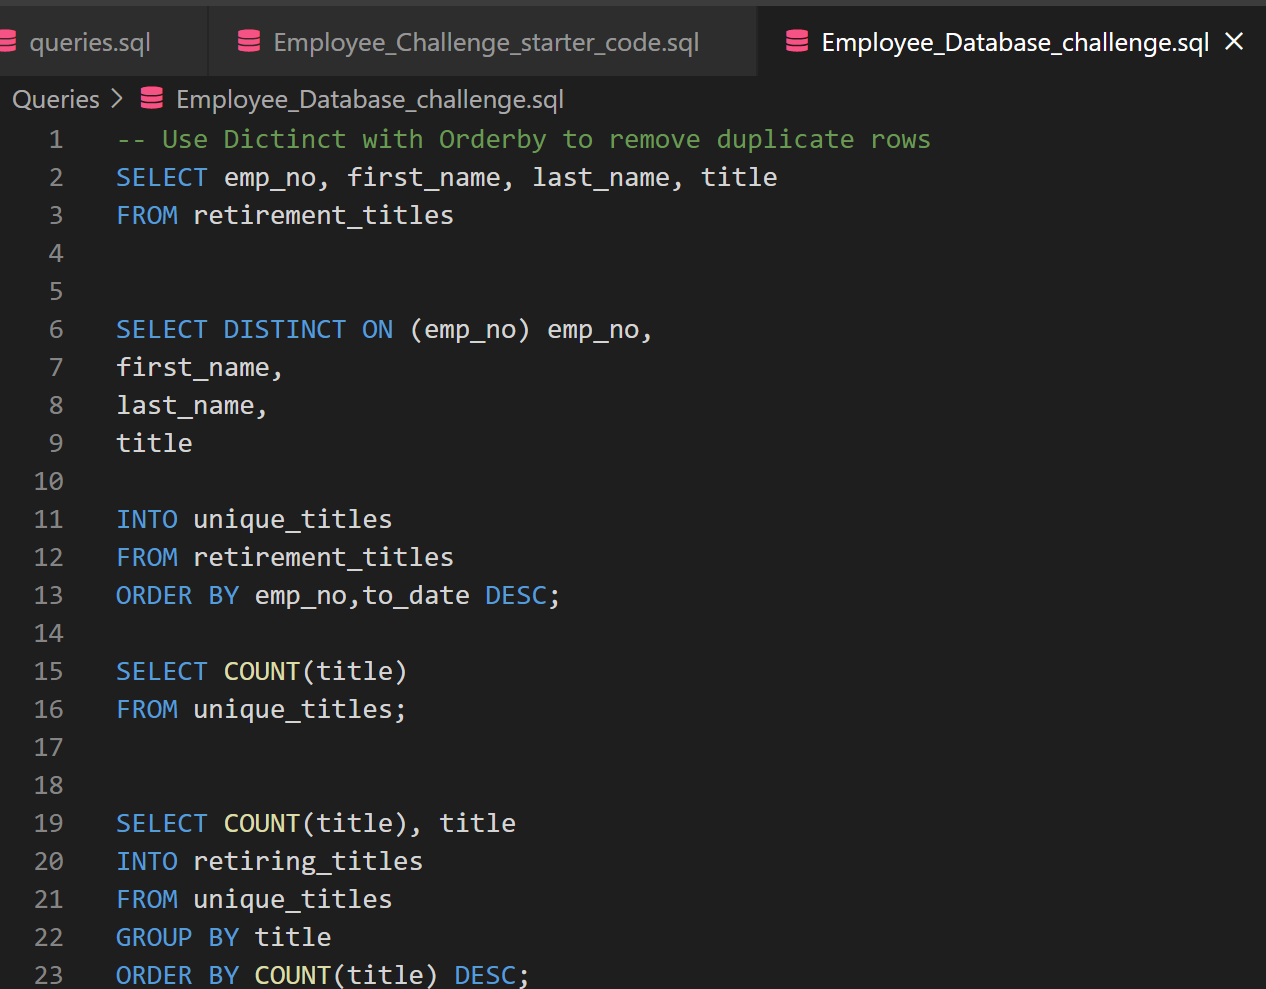 queries.sql Employee_Challenge_starter_code.sql Employee_Database_challenge.sql ×
Queries > Employee_Database_challenge.sql
1 -- Use Dictinct with Orderby to remove duplicate rows
2 SELECT emp_no, first_name, last_name, title
3 FROM retirement_titles
4
5
6 SELECT DISTINCT ON (emp_no) emp_no,
7 first_name,
8 last_name,
9 title
10
11 INTO unique_titles
12 FROM retirement_titles
13 ORDER BY emp_no,to_date DESC;
14
15 SELECT COUNT(title)
16 FROM unique_titles;
17
18
19 SELECT COUNT(title), title
20 INTO retiring_titles
21 FROM unique_titles
22 GROUP BY title
23 ORDER BY COUNT(title) DESC;